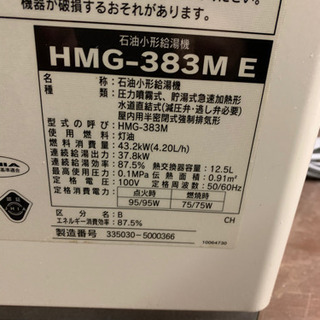 機器が破損するおそれがあります。
石油小形給湯機
HMG-383M E
名称:石油小形給湯機
種類:圧力噴霧式、貯湯式急速加熱形
水道直結式(減圧弁・逃し弁必要)
屋内用半密閉式強制排気形
型式の呼び:HMG-383M
使用燃料:灯油
燃料消費量:43.2kW(4.20L/h)
連続給湯出力:37.8kW
連続給湯効率:87.5% 熱交換器容量:12.5L
最高使用圧力:0.1MPa 伝熱面積:0.91m²
定格電圧:100V 定格周波数:50/60Hz
定格消費電力: 点火時 燃焼時
95/95W 75/75W
区分名:B CH
エネルギー消費効率:87.5%
10064730
製造番号 335030-5000366